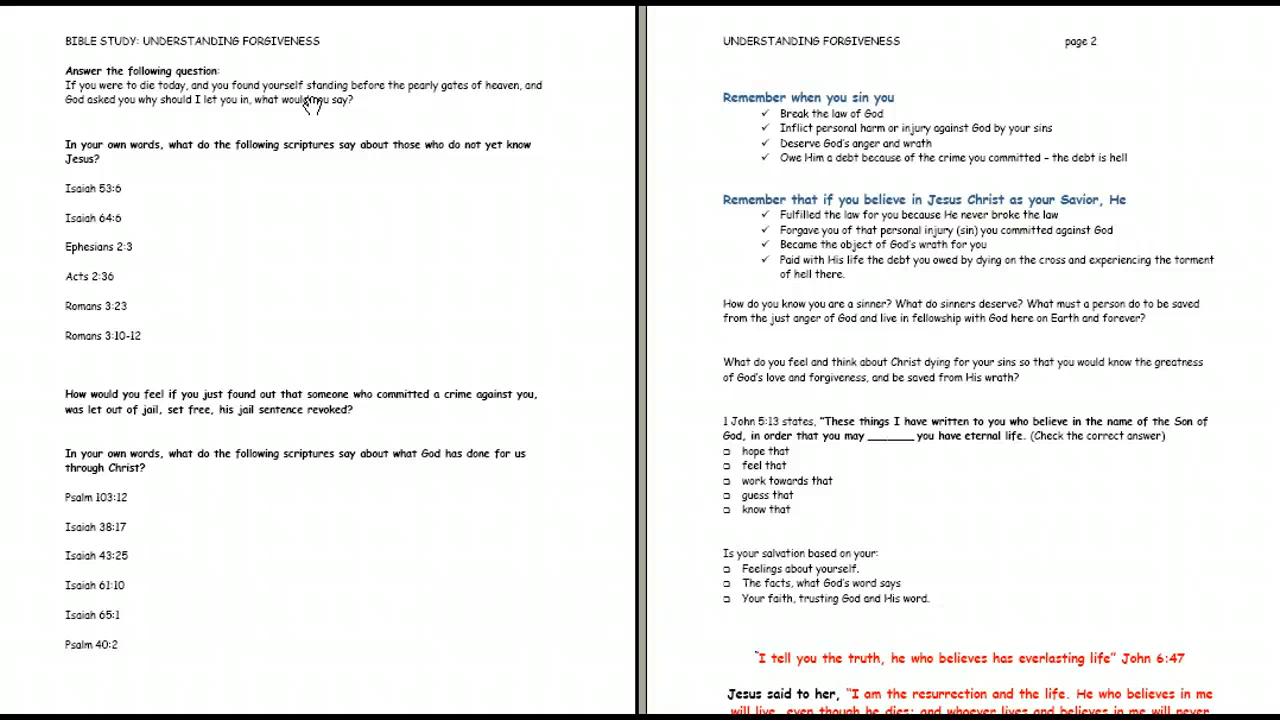 BIBLE STUDY: UNDERSTANDING FORGIVENESS
Answer the following question:
If you were to die today, and you found yourself standing before the pearly gates of heaven, and
God asked you why should I let you in, what would you say?
In your own words, what do the following scriptures say about those who do not yet know
Jesus?
Isaiah 53:6
Isaiah 64:6
Ephesians 2:3
Acts 2:36
Romans 3:23
Romans 3:10-12
How would you feel if you just found out that someone who committed a crime against you,
was let out of jail, set free, his jail sentence revoked?
In your own words, what do the following scriptures say about what God has done for us
through Christ?
Psalm 103:12
Isaiah 38:17
Isaiah 43:25
Isaiah 61:10
Isaiah 65:1
Psalm 40:2
UNDERSTANDING FORGIVENESS page 2
Remember when you sin you
✓ Break the law of God
✓ Inflict personal harm or injury against God by your sins
✓ Deserve God's anger and wrath
✓ Owe Him a debt because of the crime you committed – the debt is hell
Remember that if you believe in Jesus Christ as your Savior, He
✓ Fulfilled the law for you because He never broke the law
✓ Forgave you of that personal injury (sin) you committed against God
✓ Became the object of God's wrath for you
✓ Paid with His life the debt you owed by dying on the cross and experiencing the torment
of hell there.
How do you know you are a sinner? What do sinners deserve? What must a person do to be saved
from the just anger of God and live in fellowship with God here on Earth and forever?
What do you feel and think about Christ dying for your sins so that you would know the greatness
of God's love and forgiveness, and be saved from His wrath?
1 John 5:13 states, "These things I have written to you who believe in the name of the Son of
God, in order that you may _______ you have eternal life. (Check the correct answer)
❑ hope that
❑ feel that
❑ work towards that
❑ guess that
❑ know that
Is your salvation based on your:
❑ Feelings about yourself.
❑ The facts, what God's word says
❑ Your faith, trusting God and His word.
"I tell you the truth, he who believes has everlasting life" John 6:47
Jesus said to her, "I am the resurrection and the life. He who believes in me
will live, even though he dies; and whoever lives and believes in me will never